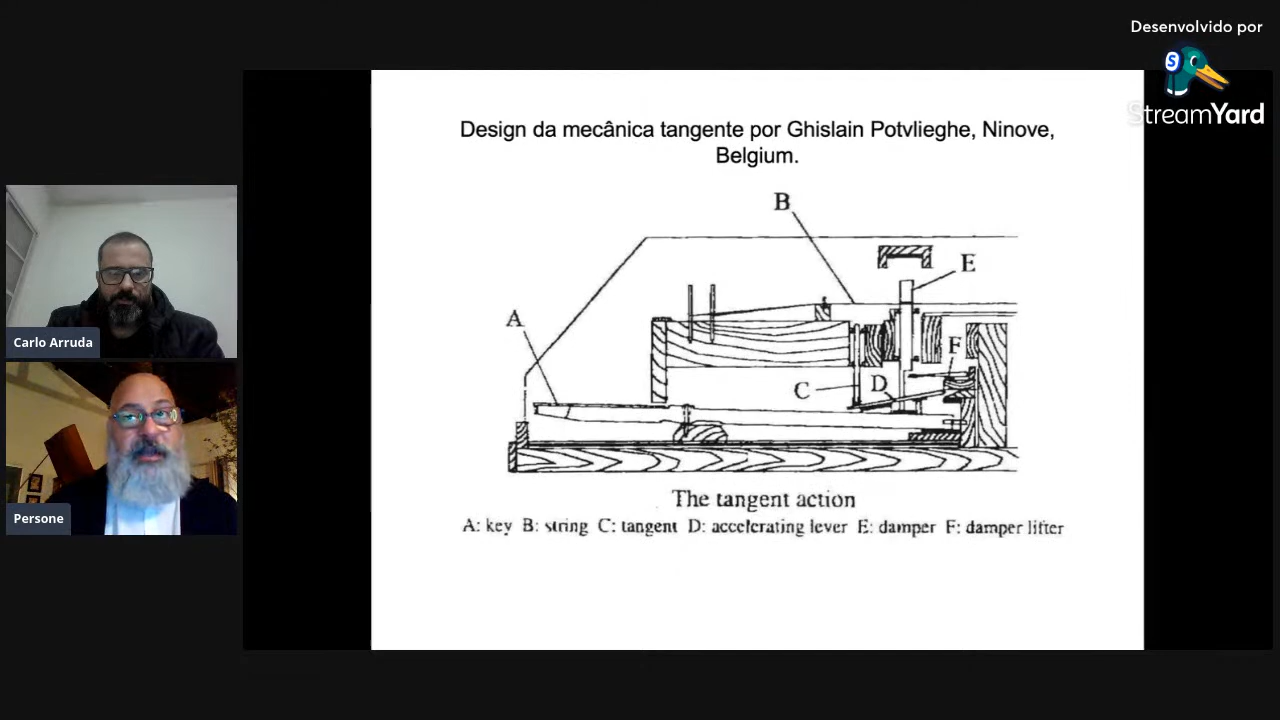 Desenvolvido por
StreamYard
Design da mecânica tangente por Ghislain Potvlieghe, Ninove,
Belgium.
B
E
A
F
C
D
The tangent action
A: key B: string C: tangent D: accelerating lever E: damper F: damper lifter
Carlo Arruda
Persone